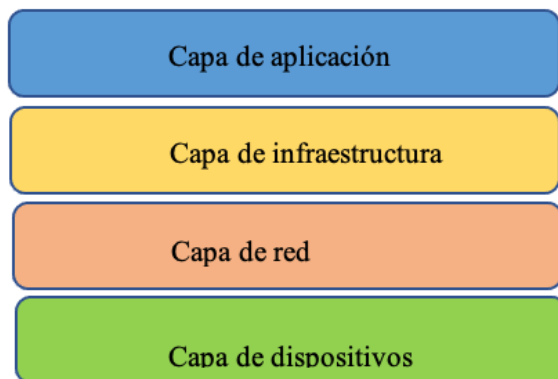 Capa de aplicación
Capa de infraestructura
Capa de red
Capa de dispositivos